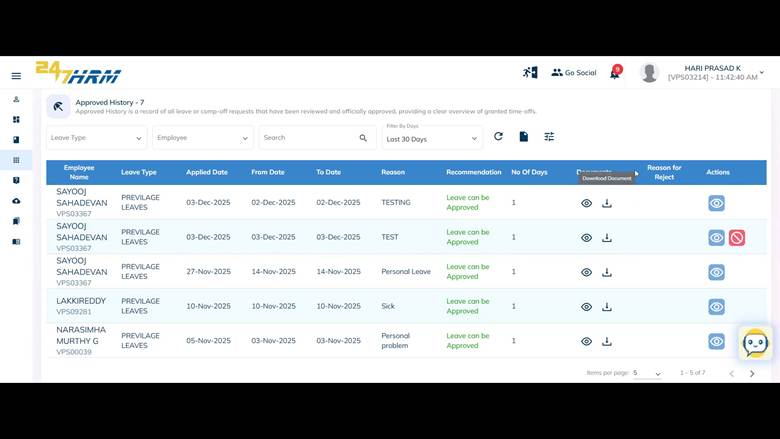 247HRM
Go Social
9
HARI PRASAD K
[VPS03214] - 11:42:40 AM
Approved History - 7
Approved History is a record of all leave or comp-off requests that have been reviewed and officially approved, providing a clear overview of granted time-offs.
Leave Type
Employee
Search
Filter By Days
Last 30 Days
Employee Name Leave Type Applied Date From Date To Date Reason Recommendation No Of Days Reason for Reject Actions
Download Document
SAYOOJ SAHADEVAN VPS03367 PREVILAGE LEAVES 03-Dec-2025 02-Dec-2025 02-Dec-2025 TESTING Leave can be Approved 1
SAYOOJ SAHADEVAN VPS03367 PREVILAGE LEAVES 03-Dec-2025 03-Dec-2025 03-Dec-2025 TEST Leave can be Approved 1
SAYOOJ SAHADEVAN VPS03367 PREVILAGE LEAVES 27-Nov-2025 14-Nov-2025 14-Nov-2025 Personal Leave Leave can be Approved 1
LAKKIREDDY VPS09281 PREVILAGE LEAVES 10-Nov-2025 10-Nov-2025 10-Nov-2025 Sick Leave can be Approved 1
NARASIMHA MURTHY G VPS00039 PREVILAGE LEAVES 05-Nov-2025 03-Nov-2025 03-Nov-2025 Personal problem Leave can be Approved 1
Items per page: 5 1 - 5 of 7